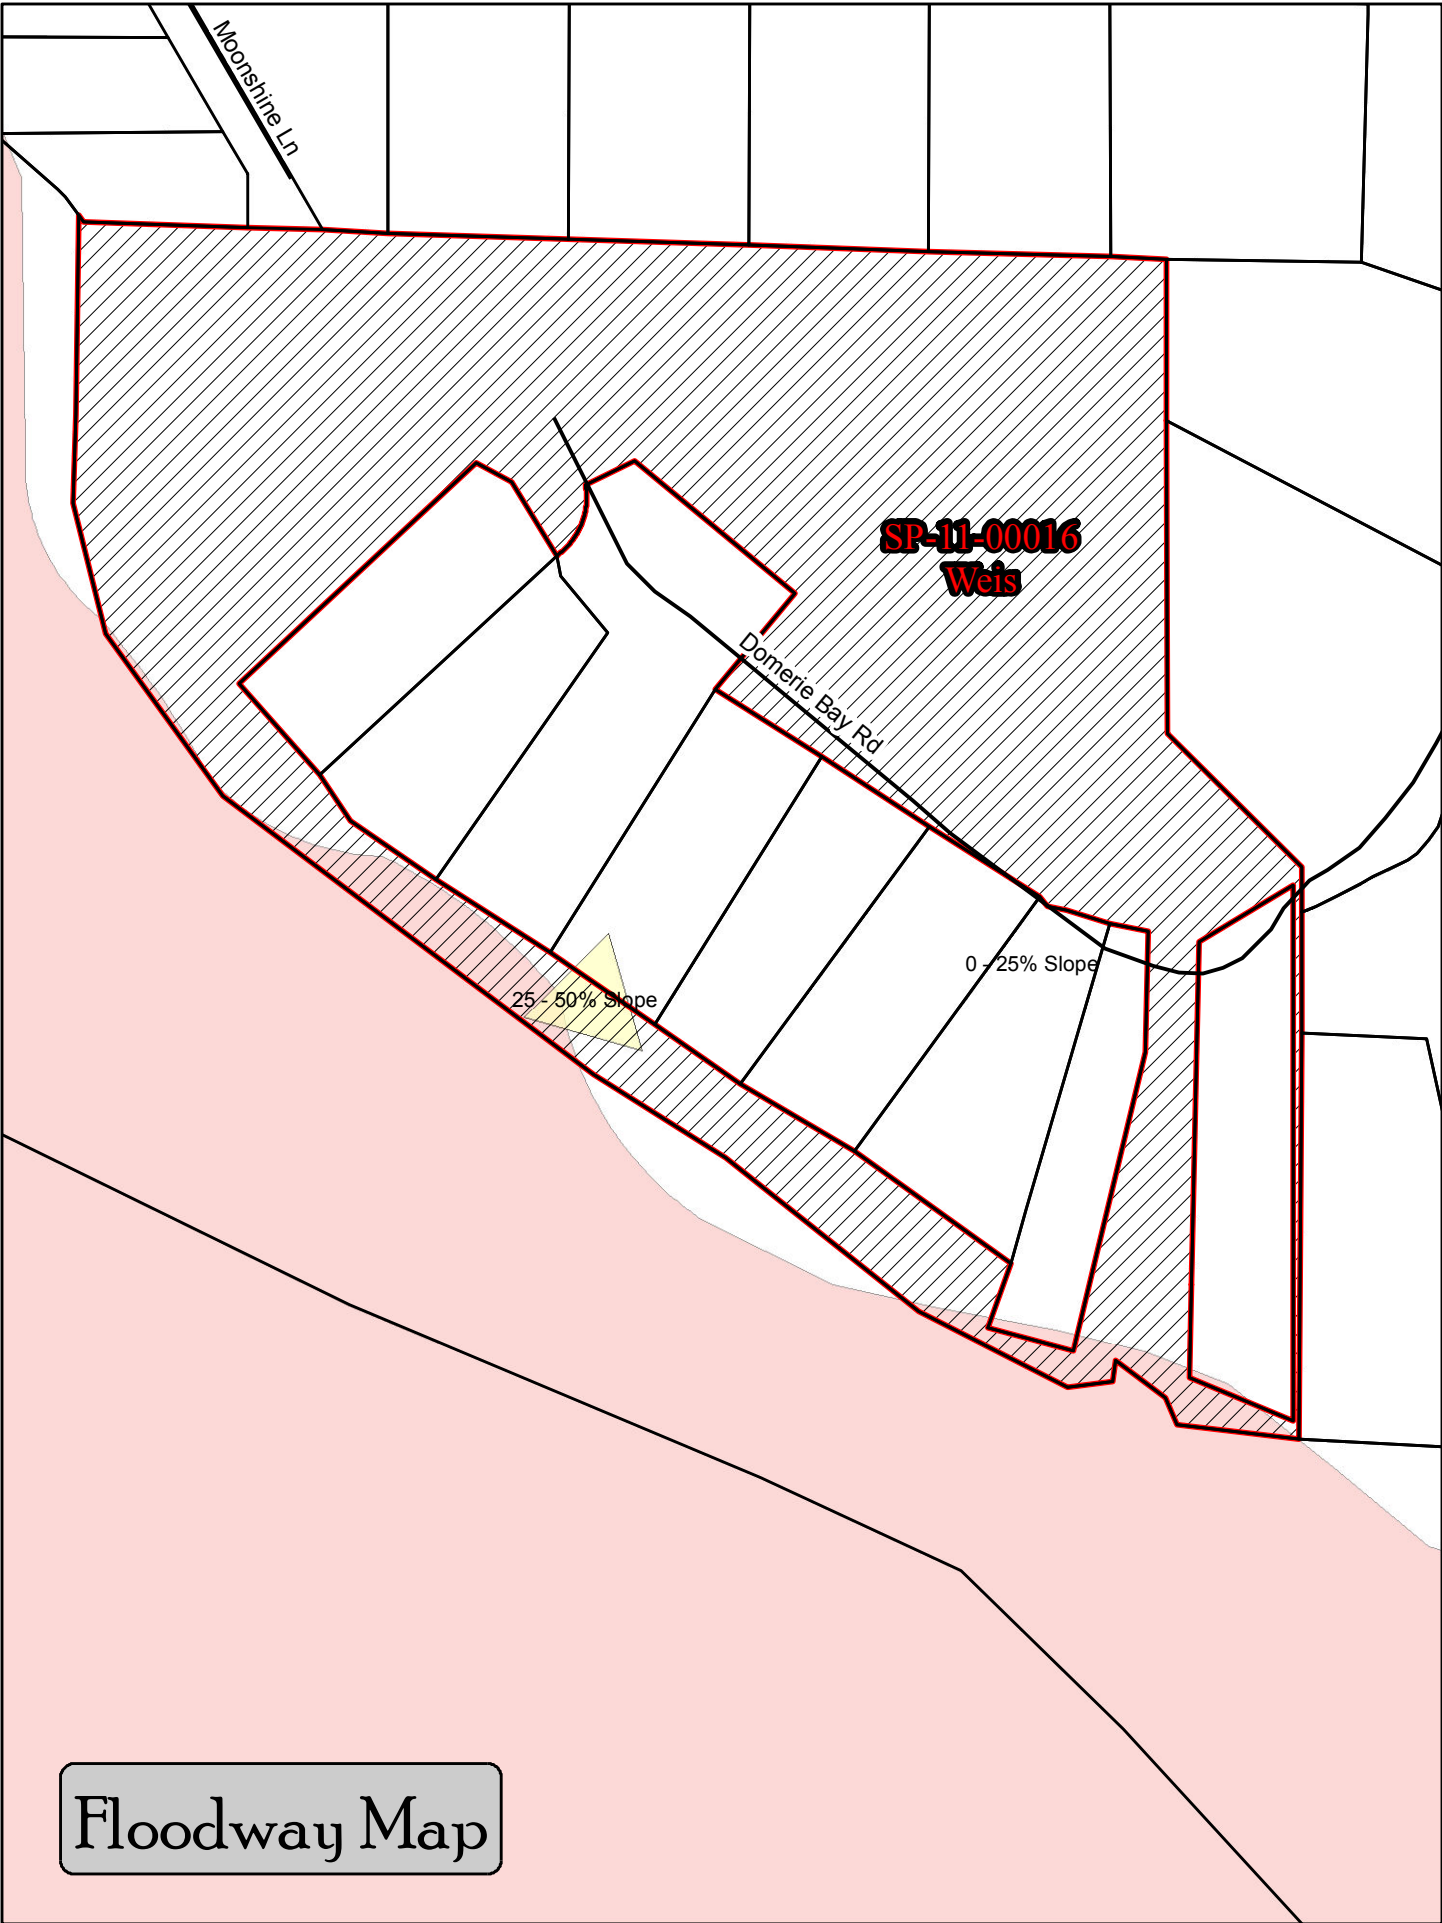 Moonshine Ln
SP-11-00016
Weis
Domerie Bay Rd
0 - 25% Slope
25 - 50% Slope
Floodway Map